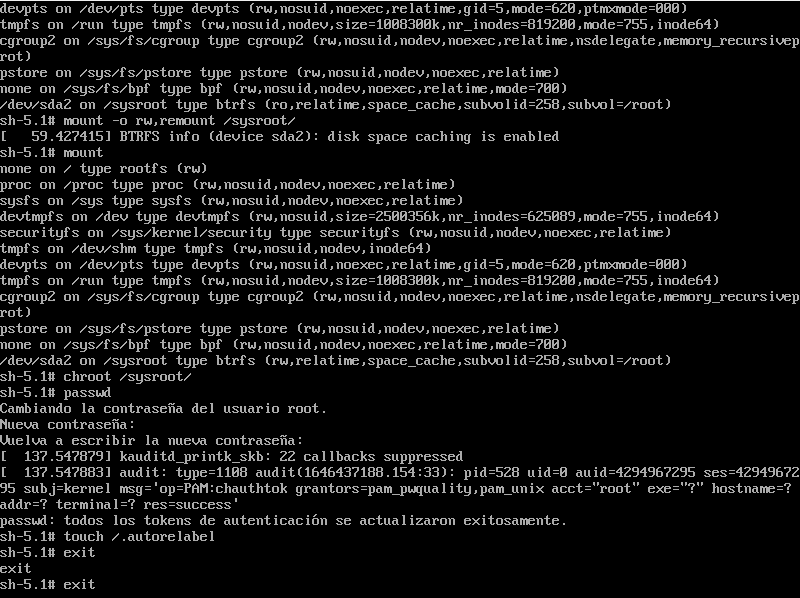 devpts on /dev/pts type devpts (rw,nosuid,noexec,relatime,gid=5,mode=620,ptmxmode=000)
tmpfs on /run type tmpfs (rw,nosuid,nodev,size=1008300k,nr_inodes=819200,mode=755,inode64)
cgroup2 on /sys/fs/cgroup type cgroup2 (rw,nosuid,nodev,noexec,relatime,nsdelegate,memory_recursivep
rot)
pstore on /sys/fs/pstore type pstore (rw,nosuid,nodev,noexec,relatime)
none on /sys/fs/bpf type bpf (rw,nosuid,nodev,noexec,relatime,mode=700)
/dev/sda2 on /sysroot type btrfs (ro,relatime,space_cache,subvolid=258,subvol=/root)
sh-5.1# mount -o rw,remount /sysroot/
[   59.427415] BTRFS info (device sda2): disk space caching is enabled
sh-5.1# mount
none on / type rootfs (rw)
proc on /proc type proc (rw,nosuid,nodev,noexec,relatime)
sysfs on /sys type sysfs (rw,nosuid,nodev,noexec,relatime)
devtmpfs on /dev type devtmpfs (rw,nosuid,size=2500356k,nr_inodes=625089,mode=755,inode64)
securityfs on /sys/kernel/security type securityfs (rw,nosuid,nodev,noexec,relatime)
tmpfs on /dev/shm type tmpfs (rw,nosuid,nodev,inode64)
devpts on /dev/pts type devpts (rw,nosuid,noexec,relatime,gid=5,mode=620,ptmxmode=000)
tmpfs on /run type tmpfs (rw,nosuid,nodev,size=1008300k,nr_inodes=819200,mode=755,inode64)
cgroup2 on /sys/fs/cgroup type cgroup2 (rw,nosuid,nodev,noexec,relatime,nsdelegate,memory_recursivep
rot)
pstore on /sys/fs/pstore type pstore (rw,nosuid,nodev,noexec,relatime)
none on /sys/fs/bpf type bpf (rw,nosuid,nodev,noexec,relatime,mode=700)
/dev/sda2 on /sysroot type btrfs (rw,relatime,space_cache,subvolid=258,subvol=/root)
sh-5.1# chroot /sysroot/
sh-5.1# passwd
Cambiando la contraseña del usuario root.
Nueva contraseña:
Vuelva a escribir la nueva contraseña:
[  137.547879] kauditd_printk_skb: 22 callbacks suppressed
[  137.547883] audit: type=1108 audit(1646437188.154:33): pid=528 uid=0 auid=4294967295 ses=42949672
95 subj=kernel msg='op=PAM:chauthtok grantors=pam_pwquality,pam_unix acct="root" exe="?" hostname=?
addr=? terminal=? res=success'
passwd: todos los tokens de autenticación se actualizaron exitosamente.
sh-5.1# touch /.autorelabel
sh-5.1# exit
exit
sh-5.1# exit